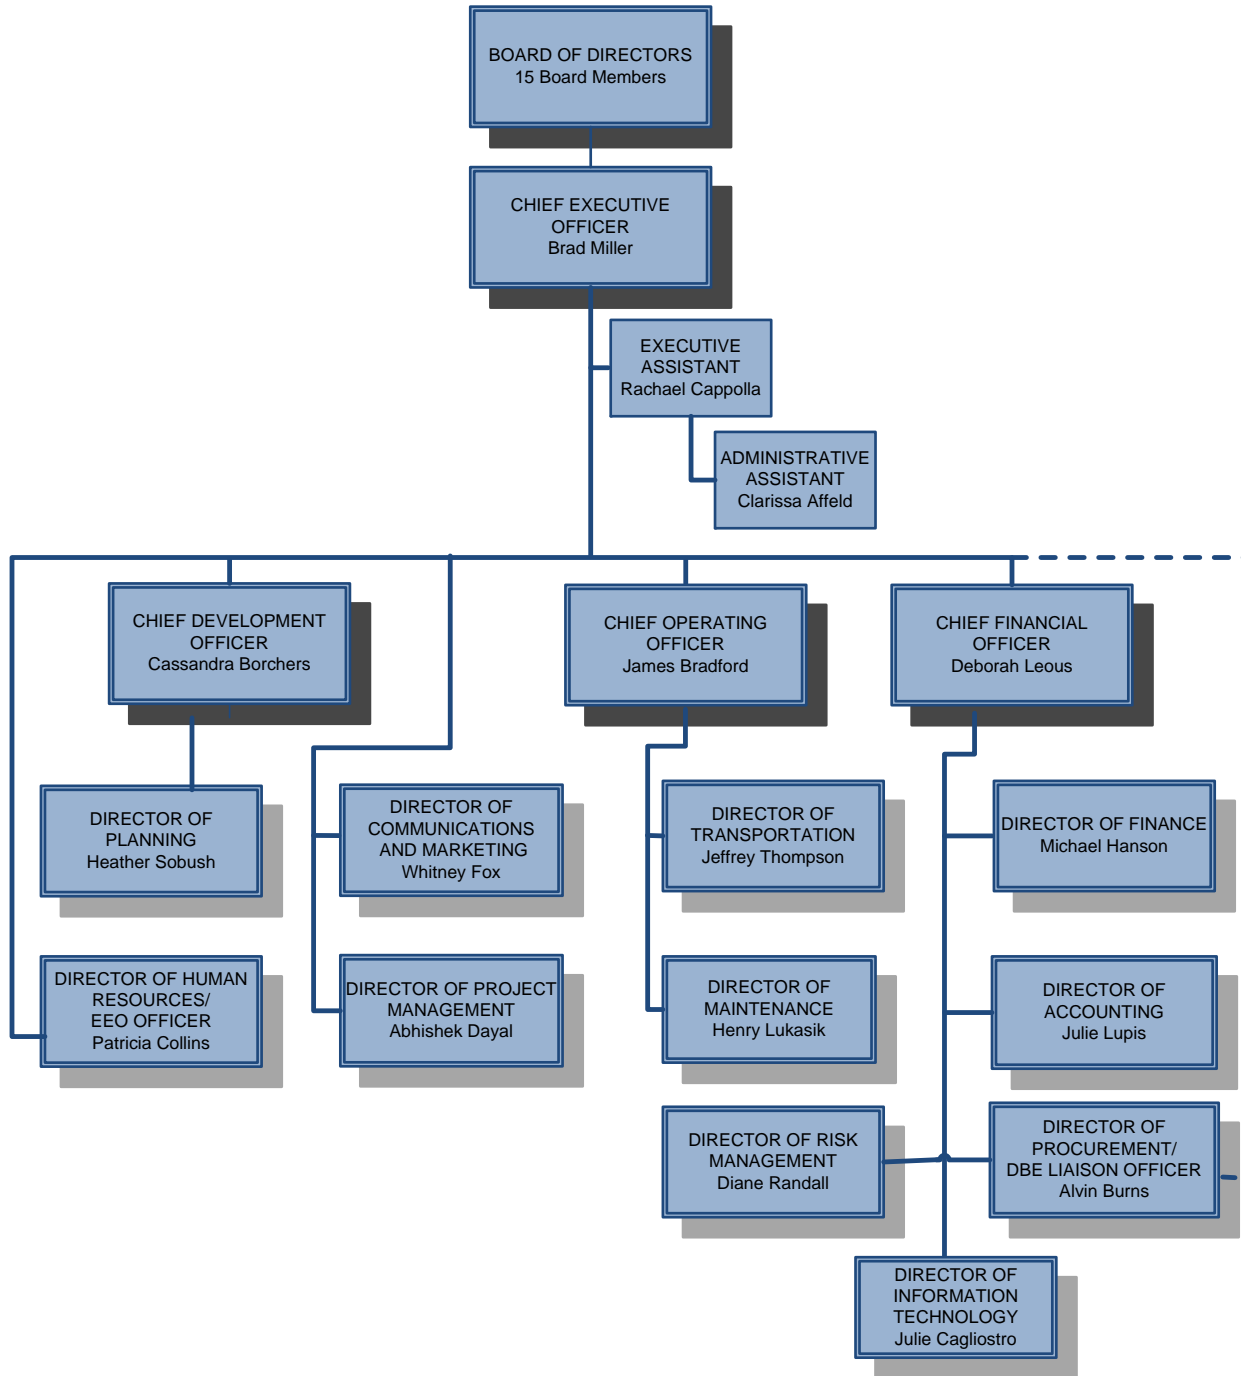 BOARD OF DIRECTORS
15 Board Members
CHIEF EXECUTIVE
OFFICER
Brad Miller
EXECUTIVE
ASSISTANT
Rachael Cappolla
ADMINISTRATIVE
ASSISTANT
Clarissa Affeld
CHIEF DEVELOPMENT
OFFICER
Cassandra Borchers
CHIEF OPERATING
OFFICER
James Bradford
CHIEF FINANCIAL
OFFICER
Deborah Leous
DIRECTOR OF
PLANNING
Heather Sobush
DIRECTOR OF
COMMUNICATIONS
AND MARKETING
Whitney Fox
DIRECTOR OF
TRANSPORTATION
Jeffrey Thompson
DIRECTOR OF FINANCE
Michael Hanson
DIRECTOR OF HUMAN
RESOURCES/
EEO OFFICER
Patricia Collins
DIRECTOR OF PROJECT
MANAGEMENT
Abhishek Dayal
DIRECTOR OF
MAINTENANCE
Henry Lukasik
DIRECTOR OF
ACCOUNTING
Julie Lupis
DIRECTOR OF RISK
MANAGEMENT
Diane Randall
DIRECTOR OF
PROCUREMENT/
DBE LIAISON OFFICER
Alvin Burns
DIRECTOR OF
INFORMATION
TECHNOLOGY
Julie Cagliostro